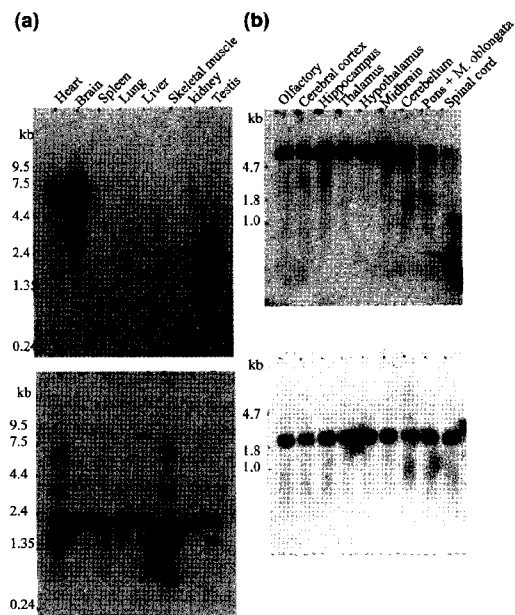 (a)
Heart
Brain
Spleen
Lung
Liver
Skeletal muscle
kidney
Testis
kb
9.5
7.5
4.4
2.4
1.35
0.24
kb
9.5
7.5
4.4
2.4
1.35
0.24
(b)
Olfactory
Cerebral cortex
Hippocampus
Thalamus
Hypothalamus
Midbrain
Cerebellum
Pons + M. oblongata
Spinal cord
kb
4.7
1.8
1.0
kb
4.7
1.8
1.0